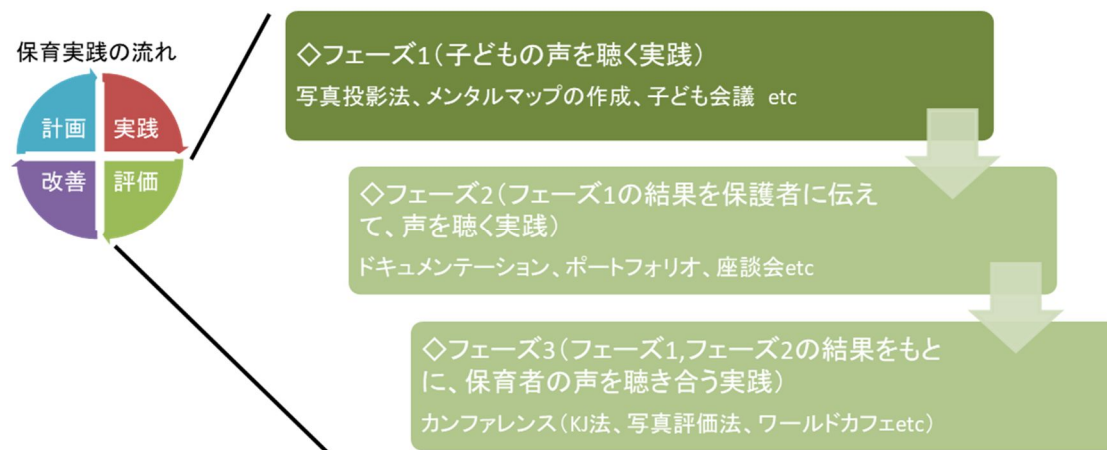 保育実践の流れ
計画
実践
改善
評価
◇フェーズ1(子どもの声を聴く実践)
写真投影法、メンタルマップの作成、子ども会議 etc
◇フェーズ2(フェーズ1の結果を保護者に伝え
て、声を聴く実践)
ドキュメンテーション、ポートフォリオ、座談会etc
◇フェーズ3(フェーズ1,フェーズ2の結果をもと
に、保育者の声を聴き合う実践)
カンファレンス(KJ法、写真評価法、ワールドカフェetc)